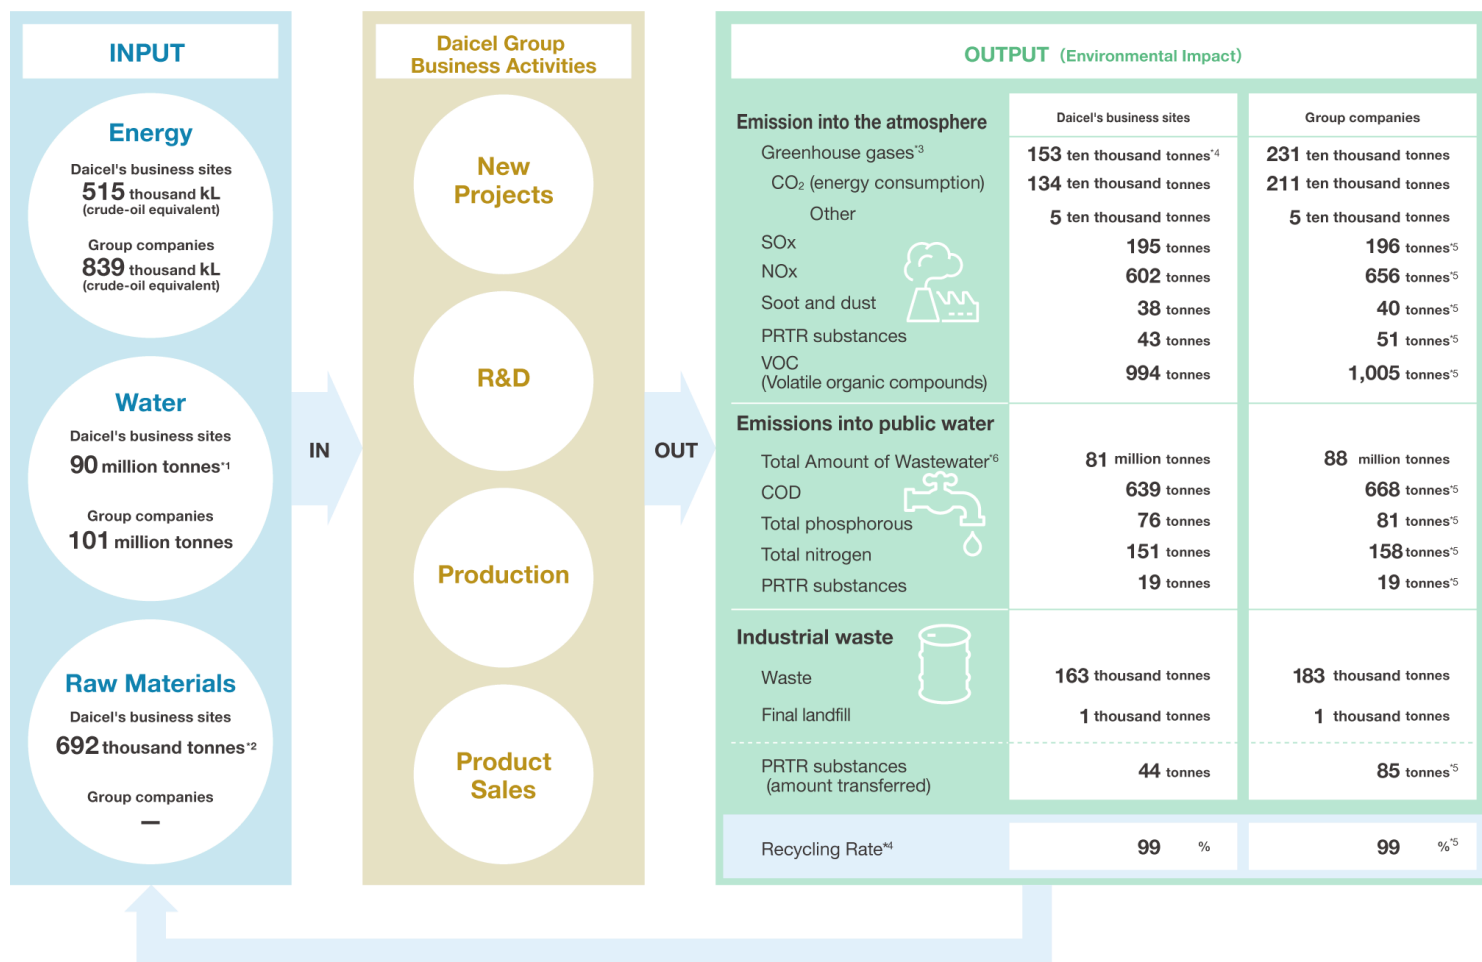 INPUT
Energy
Daicel's business sites
515 thousand kL
(crude-oil equivalent)
Group companies
839 thousand kL
(crude-oil equivalent)
Water
Daicel's business sites
90 million tonnes*1
Group companies
101 million tonnes
Raw Materials
Daicel's business sites
692 thousand tonnes*2
Group companies
—
IN
Daicel Group
Business Activities
New
Projects
R&D
Production
Product
Sales
OUT
OUTPUT (Environmental Impact)
Daicel's business sites Group companies
Emission into the atmosphere
Greenhouse gases*3 153 ten thousand tonnes*4 231 ten thousand tonnes
CO₂ (energy consumption) 134 ten thousand tonnes 211 ten thousand tonnes
Other 5 ten thousand tonnes 5 ten thousand tonnes
SOx 195 tonnes 196 tonnes*5
NOx 602 tonnes 656 tonnes*5
Soot and dust 38 tonnes 40 tonnes*5
PRTR substances 43 tonnes 51 tonnes*5
VOC
(Volatile organic compounds) 994 tonnes 1,005 tonnes*5
Emissions into public water
Total Amount of Wastewater*6 81 million tonnes 88 million tonnes
COD 639 tonnes 668 tonnes*5
Total phosphorous 76 tonnes 81 tonnes*5
Total nitrogen 151 tonnes 158 tonnes*5
PRTR substances 19 tonnes 19 tonnes*5
Industrial waste
Waste 163 thousand tonnes 183 thousand tonnes
Final landfill 1 thousand tonnes 1 thousand tonnes
PRTR substances
(amount transferred) 44 tonnes 85 tonnes*5
Recycling Rate*4 99 % 99 %*5